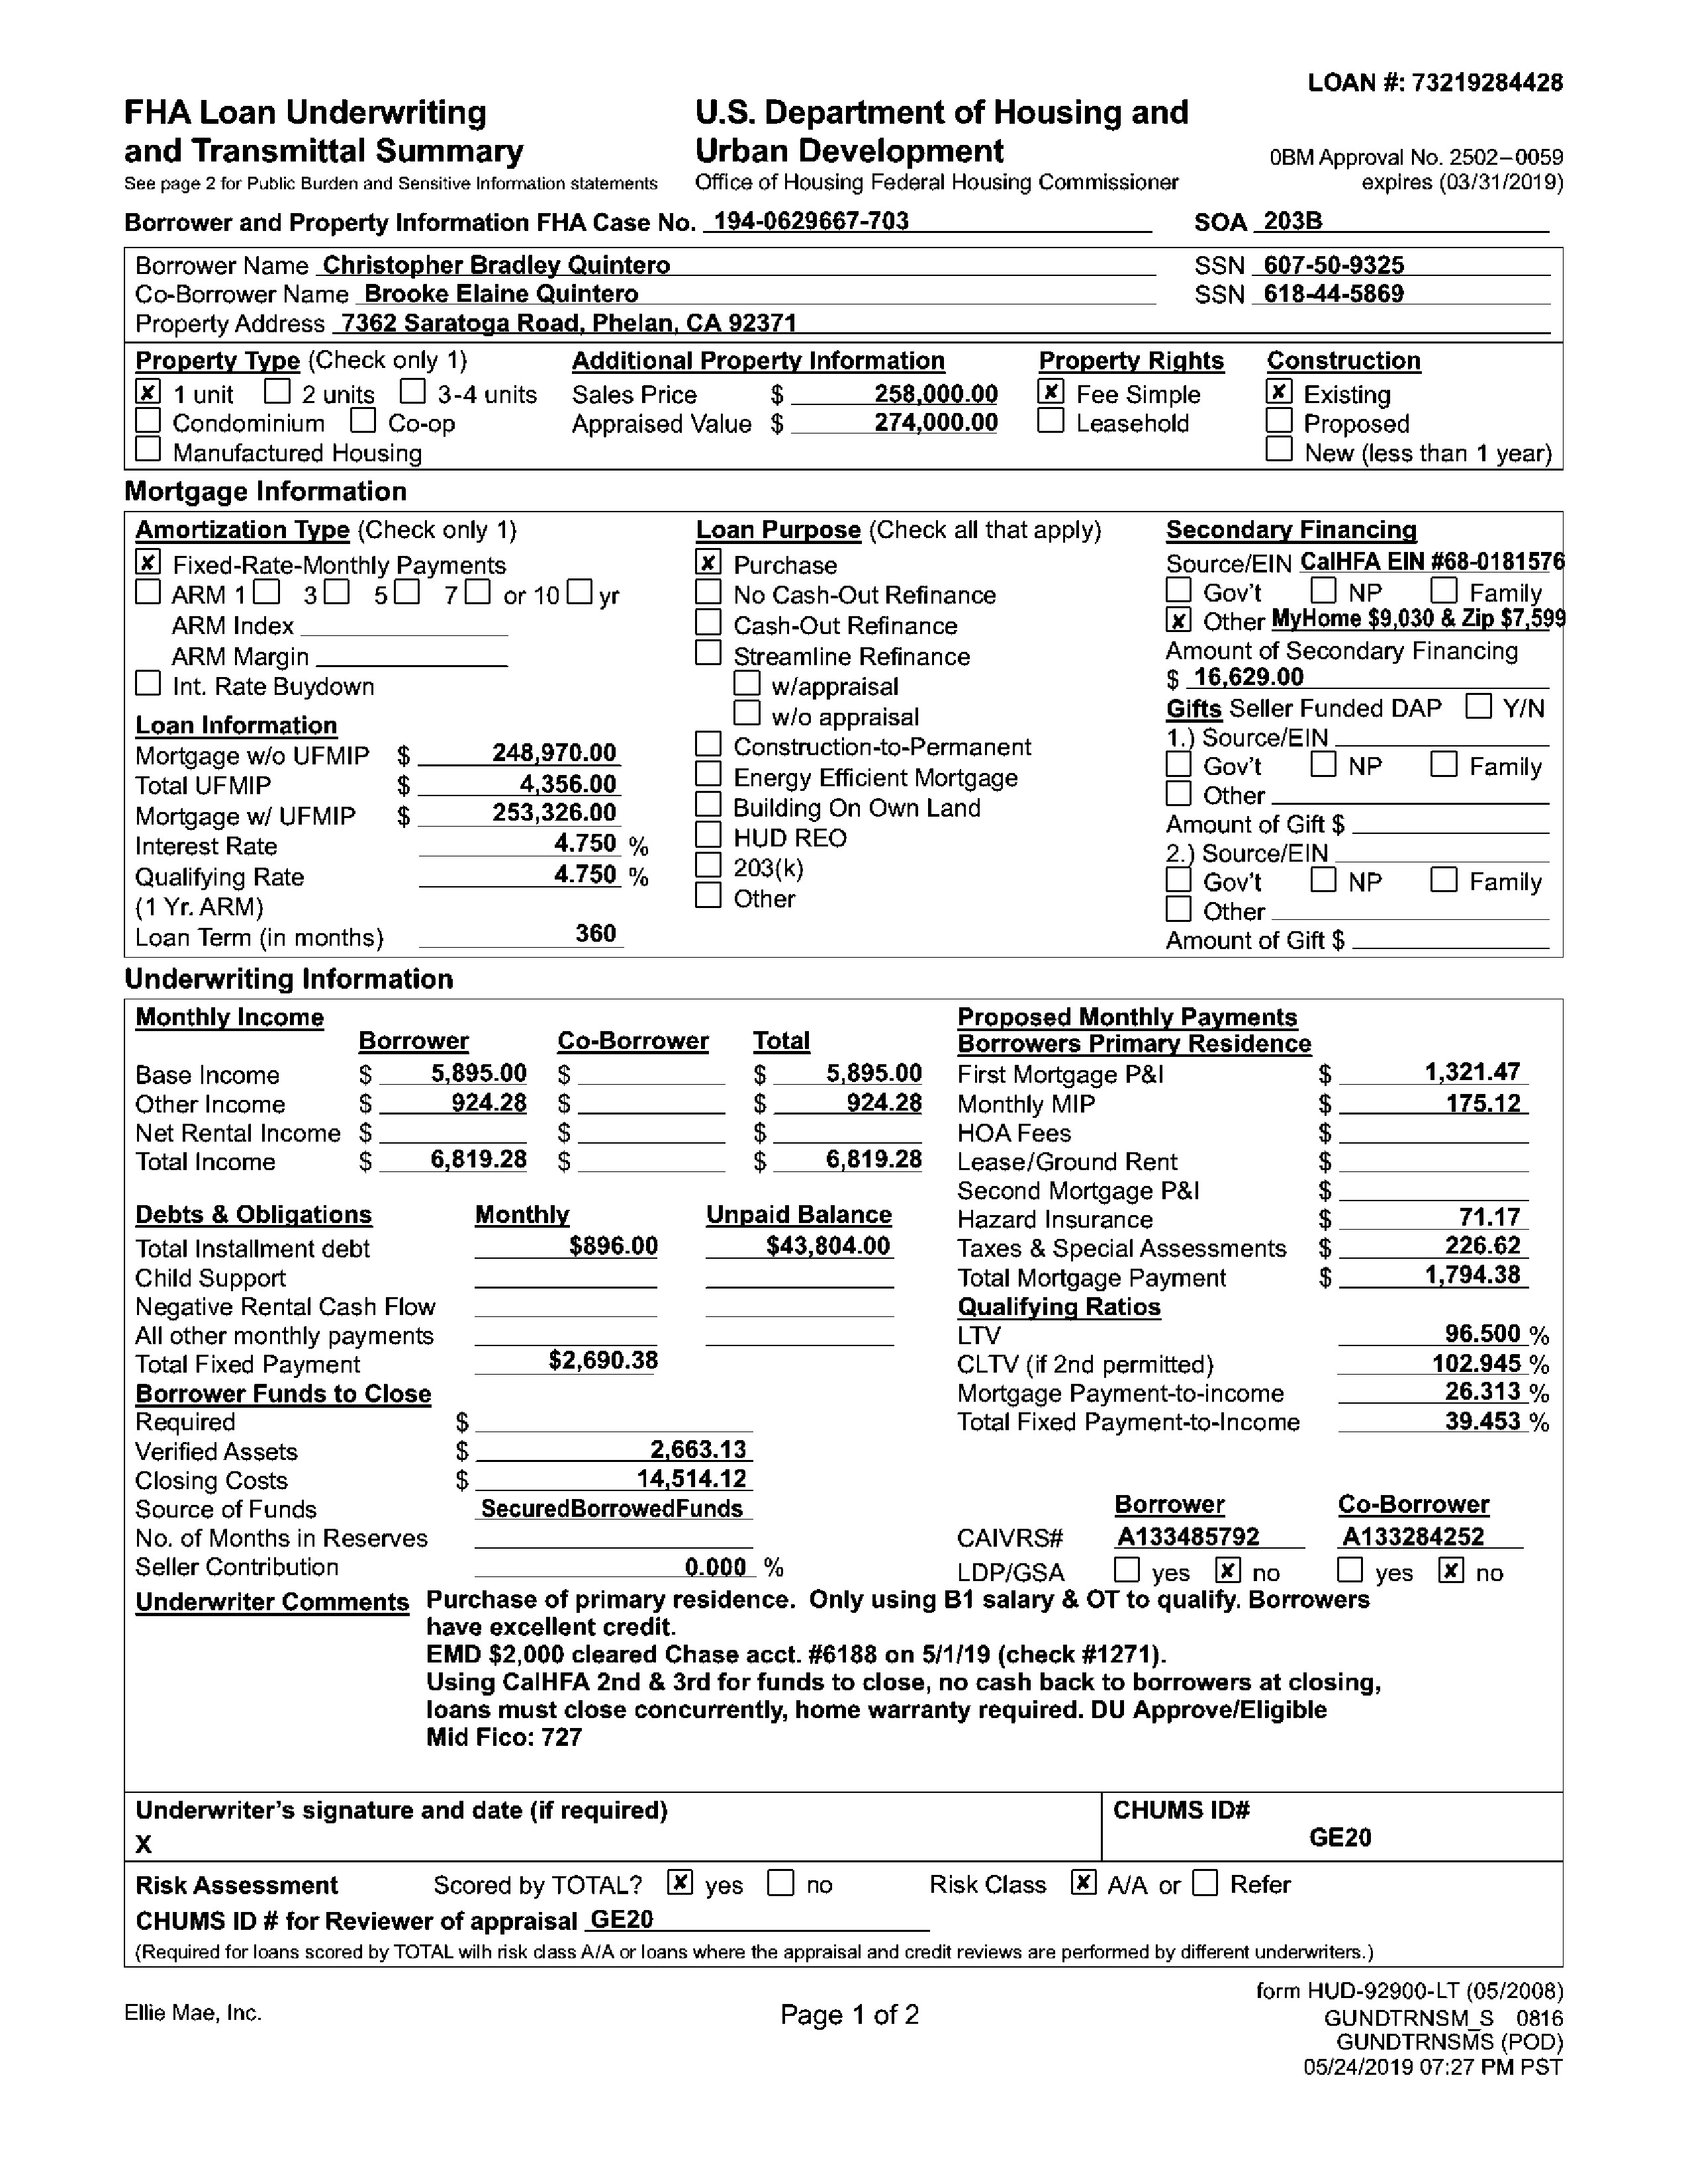 LOAN #: 73219284428
FHA Loan Underwriting
and Transmittal Summary
See page 2 for Public Burden and Sensitive Information statements
U.S. Department of Housing and
Urban Development
Office of Housing Federal Housing Commissioner
0BM Approval No. 2502–0059
expires (03/31/2019)
Borrower and Property Information FHA Case No. 194-0629667-703 SOA 203B
Borrower Name Christopher Bradley Quintero SSN 607-50-9325
Co-Borrower Name Brooke Elaine Quintero SSN 618-44-5869
Property Address 7362 Saratoga Road, Phelan, CA 92371
Property Type (Check only 1)
x 1 unit 2 units 3-4 units
Condominium Co-op
Manufactured Housing
Additional Property Information
Sales Price $ 258,000.00
Appraised Value $ 274,000.00
Property Rights
x Fee Simple
Leasehold
Construction
x Existing
Proposed
New (less than 1 year)
Mortgage Information
Amortization Type (Check only 1)
x Fixed-Rate-Monthly Payments
ARM 1 3 5 7 or 10 yr
ARM Index
ARM Margin
Int. Rate Buydown
Loan Information
Mortgage w/o UFMIP $ 248,970.00
Total UFMIP $ 4,356.00
Mortgage w/ UFMIP $ 253,326.00
Interest Rate 4.750 %
Qualifying Rate 4.750 %
(1 Yr. ARM)
Loan Term (in months) 360
Loan Purpose (Check all that apply)
x Purchase
No Cash-Out Refinance
Cash-Out Refinance
Streamline Refinance
w/appraisal
w/o appraisal
Construction-to-Permanent
Energy Efficient Mortgage
Building On Own Land
HUD REO
203(k)
Other
Secondary Financing
Source/EIN CalHFA EIN #68-0181576
Gov't NP Family
x Other MyHome $9,030 & Zip $7,599
Amount of Secondary Financing
$ 16,629.00
Gifts Seller Funded DAP Y/N
1.) Source/EIN
Gov't NP Family
Other
Amount of Gift $
2.) Source/EIN
Gov't NP Family
Other
Amount of Gift $
Underwriting Information
Monthly Income
Borrower Co-Borrower Total
Base Income $ 5,895.00 $ $ 5,895.00
Other Income $ 924.28 $ $ 924.28
Net Rental Income $ $ $
Total Income $ 6,819.28 $ $ 6,819.28
Debts & Obligations Monthly Unpaid Balance
Total Installment debt $896.00 $43,804.00
Child Support
Negative Rental Cash Flow
All other monthly payments
Total Fixed Payment $2,690.38
Borrower Funds to Close
Required $
Verified Assets $ 2,663.13
Closing Costs $ 14,514.12
Source of Funds SecuredBorrowedFunds
No. of Months in Reserves
Seller Contribution 0.000 %
Proposed Monthly Payments
Borrowers Primary Residence
First Mortgage P&I $ 1,321.47
Monthly MIP $ 175.12
HOA Fees $
Lease/Ground Rent $
Second Mortgage P&I $
Hazard Insurance $ 71.17
Taxes & Special Assessments $ 226.62
Total Mortgage Payment $ 1,794.38
Qualifying Ratios
LTV 96.500 %
CLTV (if 2nd permitted) 102.945 %
Mortgage Payment-to-income 26.313 %
Total Fixed Payment-to-Income 39.453 %
Borrower Co-Borrower
CAIVRS# A133485792 A133284252
LDP/GSA yes x no yes x no
Underwriter Comments Purchase of primary residence. Only using B1 salary & OT to qualify. Borrowers
have excellent credit.
EMD $2,000 cleared Chase acct. #6188 on 5/1/19 (check #1271).
Using CalHFA 2nd & 3rd for funds to close, no cash back to borrowers at closing,
loans must close concurrently, home warranty required. DU Approve/Eligible
Mid Fico: 727
Underwriter's signature and date (if required)
X
CHUMS ID#
GE20
Risk Assessment Scored by TOTAL? x yes no Risk Class x A/A or Refer
CHUMS ID # for Reviewer of appraisal GE20
(Required for loans scored by TOTAL wilh risk class A/A or loans where the appraisal and credit reviews are performed by different underwriters.)
Ellie Mae, Inc.
Page 1 of 2
form HUD-92900-LT (05/2008)
GUNDTRNSM_S 0816
GUNDTRNSMS (POD)
05/24/2019 07:27 PM PST